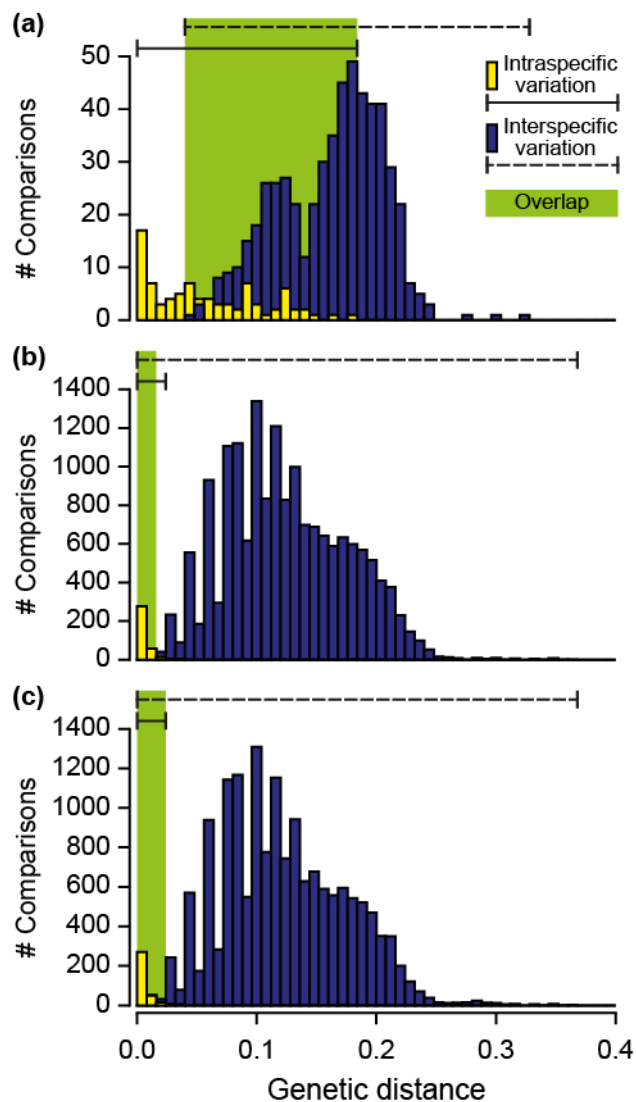 (a)
50
40
30
20
10
0
# Comparisons
Intraspecific
variation
Interspecific
variation
Overlap
(b)
1400
1200
1000
800
600
400
200
0
# Comparisons
(c)
1400
1200
1000
800
600
400
200
0
# Comparisons
0.0 0.1 0.2 0.3 0.4
Genetic distance